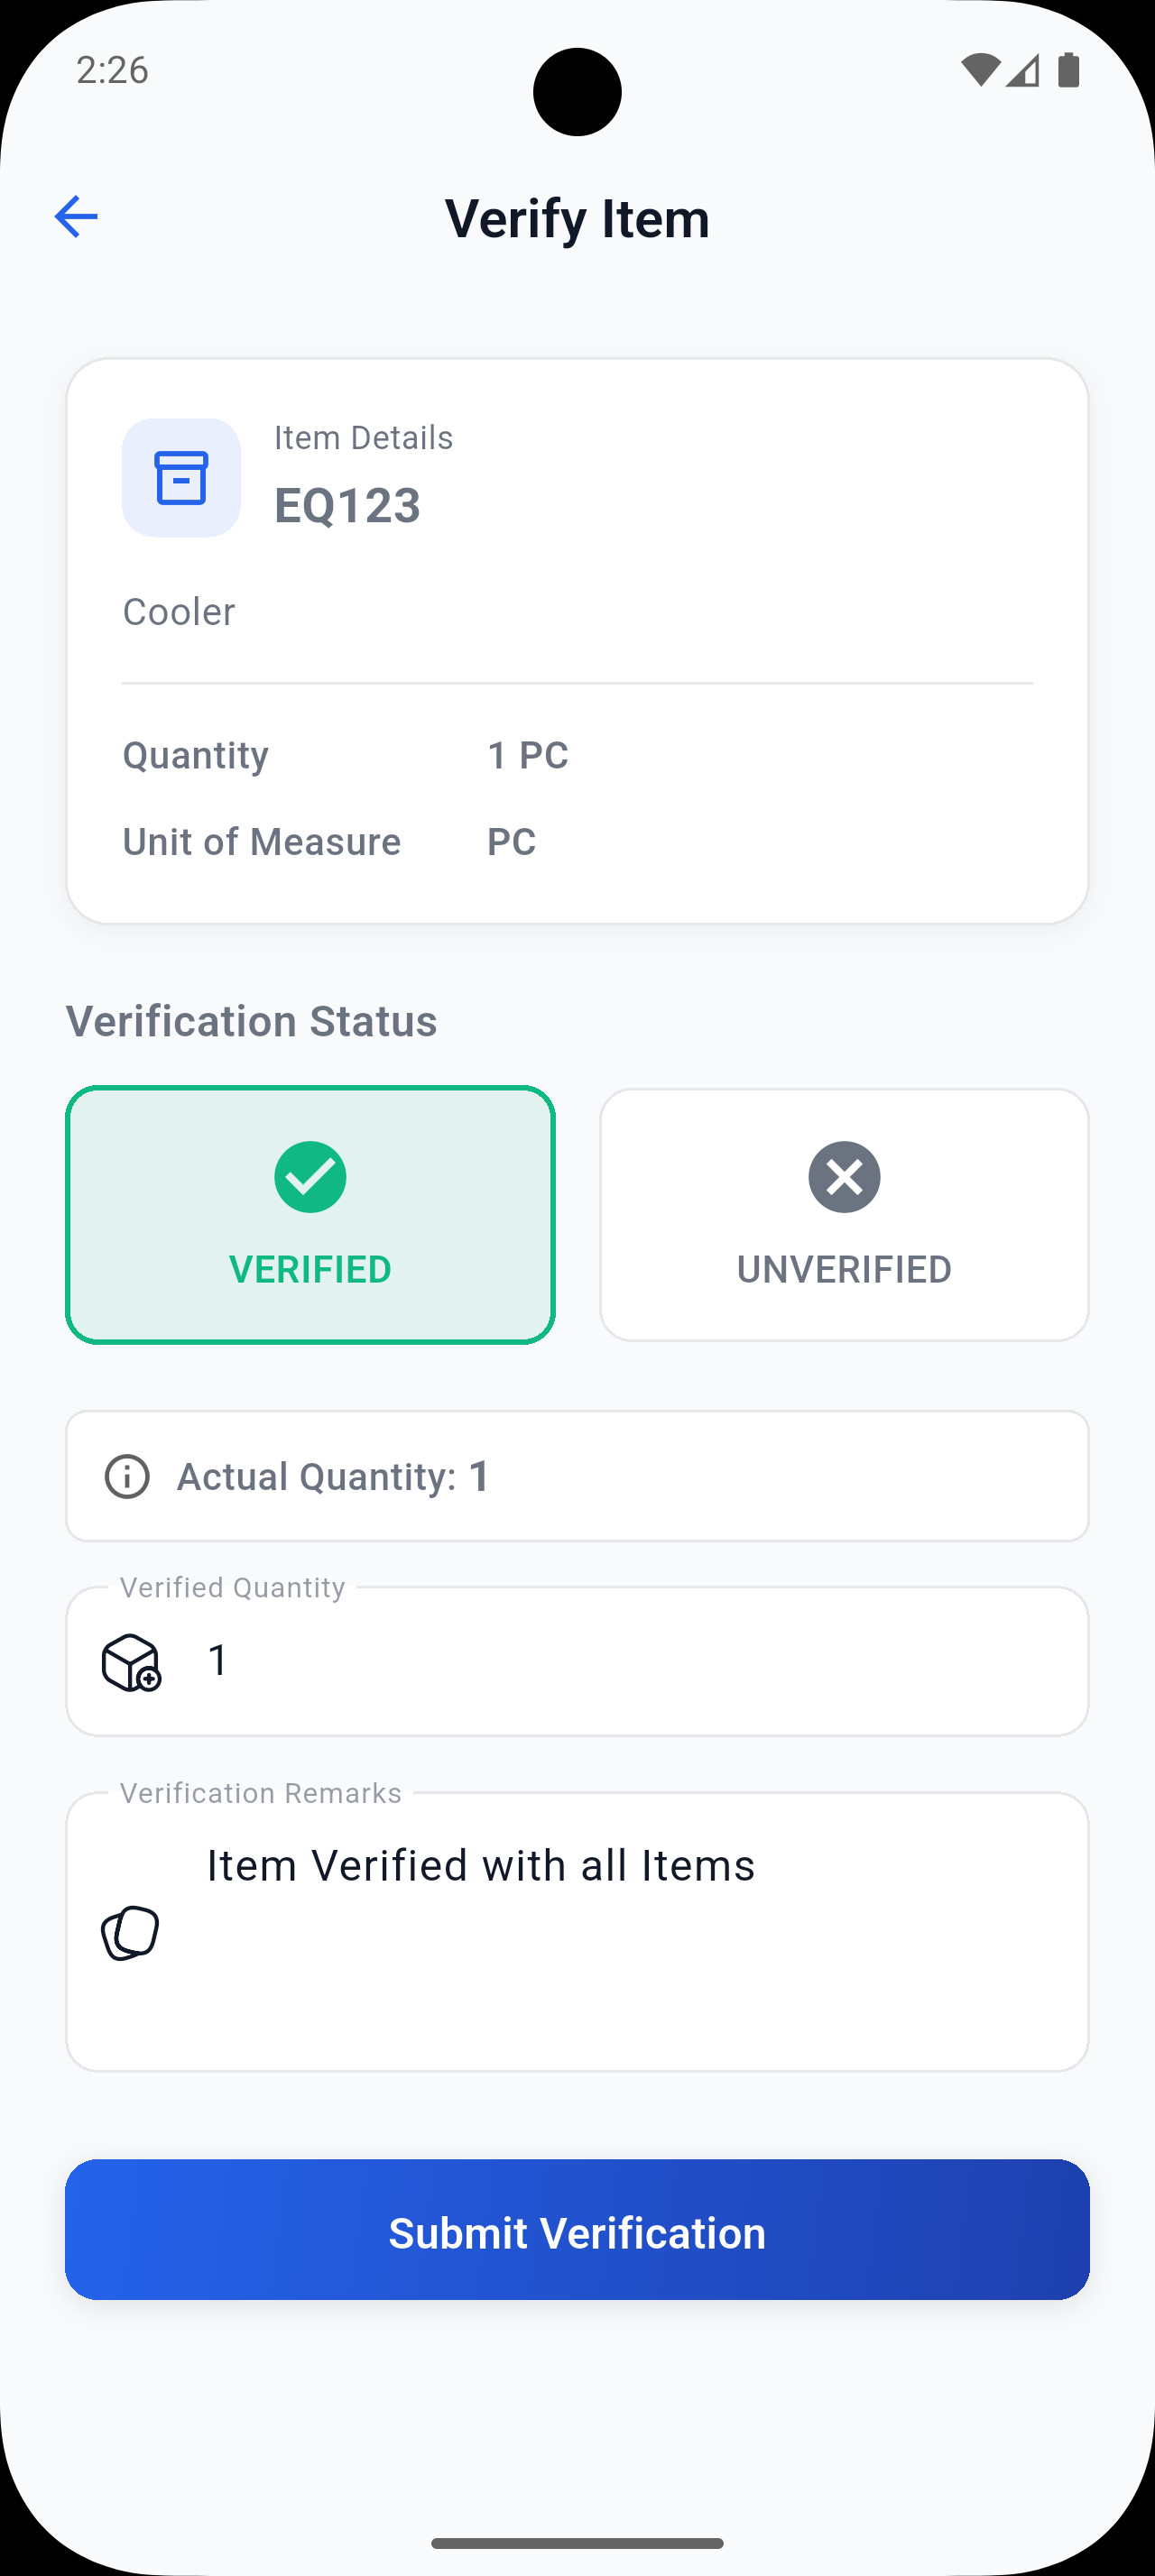 2:26
Verify Item
Item Details
EQ123
Cooler
Quantity 1 PC
Unit of Measure PC
Verification Status
VERIFIED UNVERIFIED
Actual Quantity: 1
Verified Quantity
1
Verification Remarks
Item Verified with all Items
Submit Verification